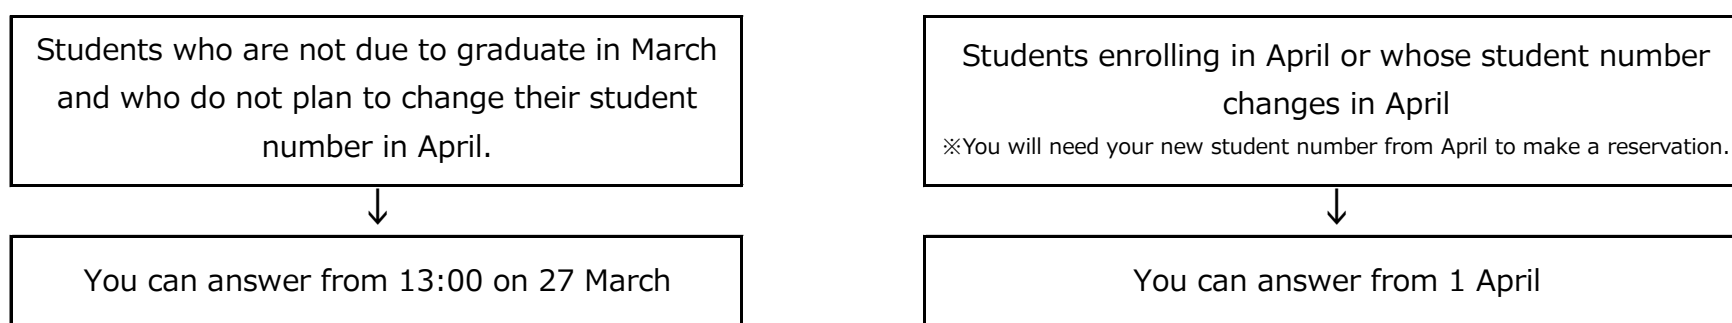 Students who are not due to graduate in March
and who do not plan to change their student
number in April.
↓
You can answer from 13:00 on 27 March
Students enrolling in April or whose student number
changes in April
※You will need your new student number from April to make a reservation.
↓
You can answer from 1 April